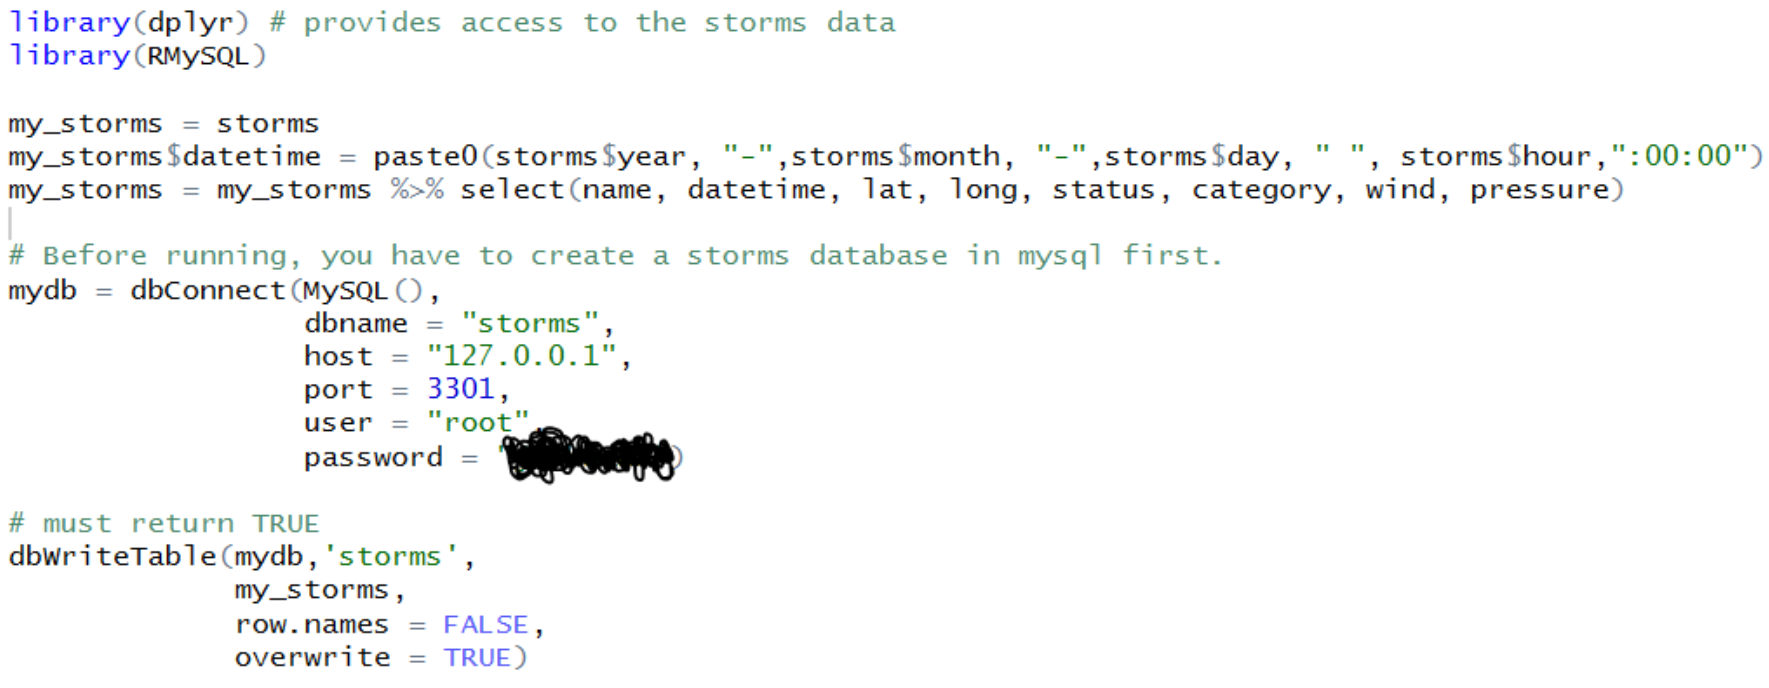 library(dplyr) # provides access to the storms data
library(RMySQL)
my_storms = storms
my_storms$datetime = paste0(storms$year, "-",storms$month, "-",storms$day, " ", storms$hour,":00:00")
my_storms = my_storms %>% select(name, datetime, lat, long, status, category, wind, pressure)
# Before running, you have to create a storms database in mysql first.
mydb = dbConnect(MySQL(),
dbname = "storms",
host = "127.0.0.1",
port = 3301,
user = "root",
password = "
)
# must return TRUE
dbWriteTable(mydb,'storms',
my_storms,
row.names = FALSE,
overwrite = TRUE)